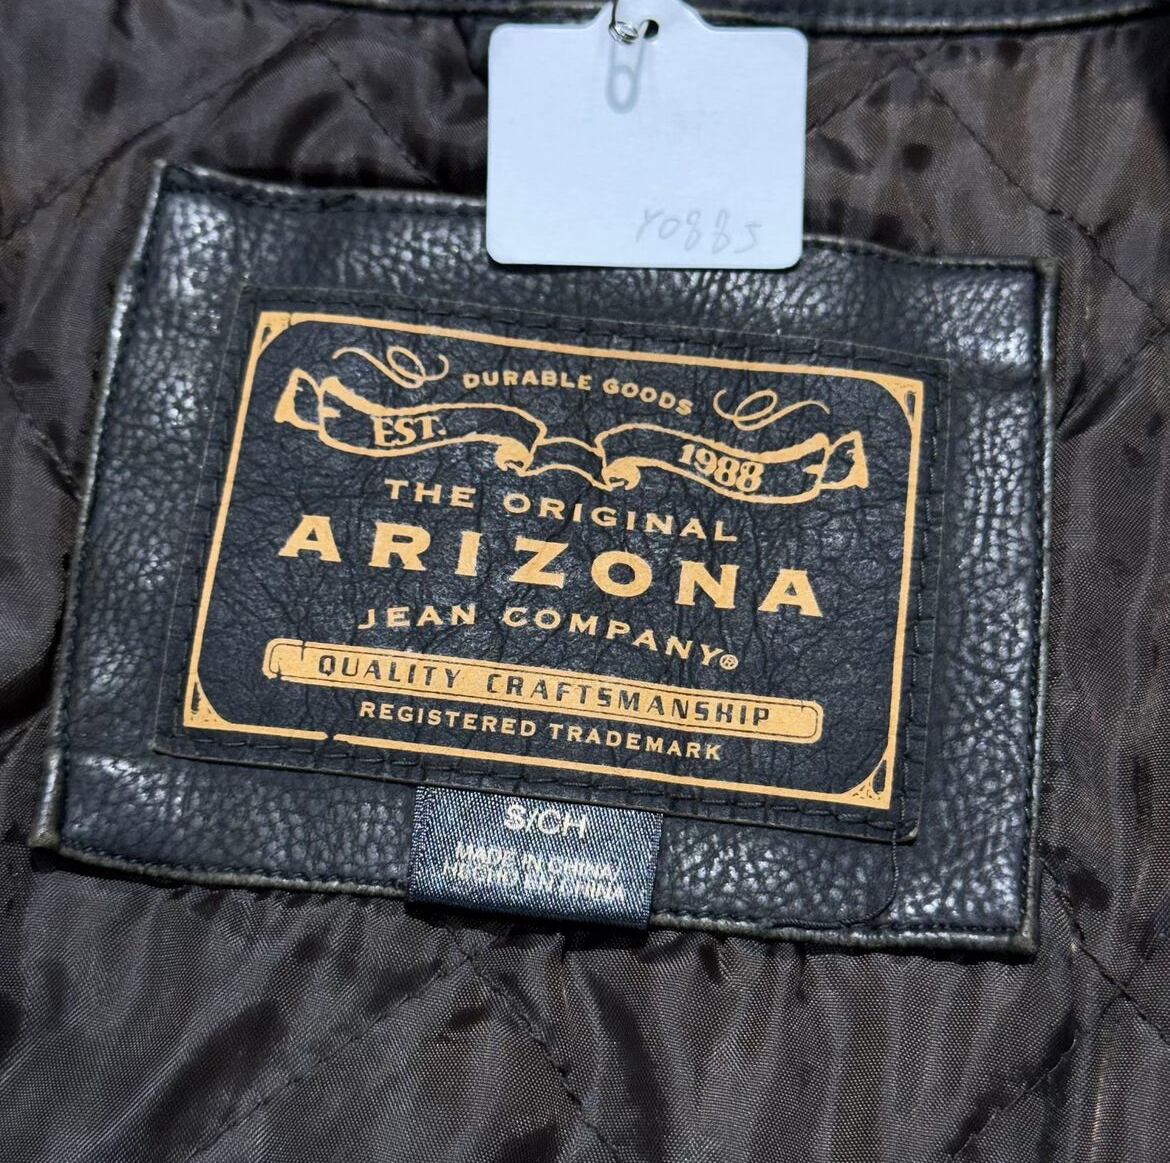 Y0885
DURABLE GOODS
EST. 1988
THE ORIGINAL
ARIZONA
JEAN COMPANY®
QUALITY CRAFTSMANSHIP
REGISTERED TRADEMARK
S/CH
MADE IN CHINA
HECHO EN CHINA